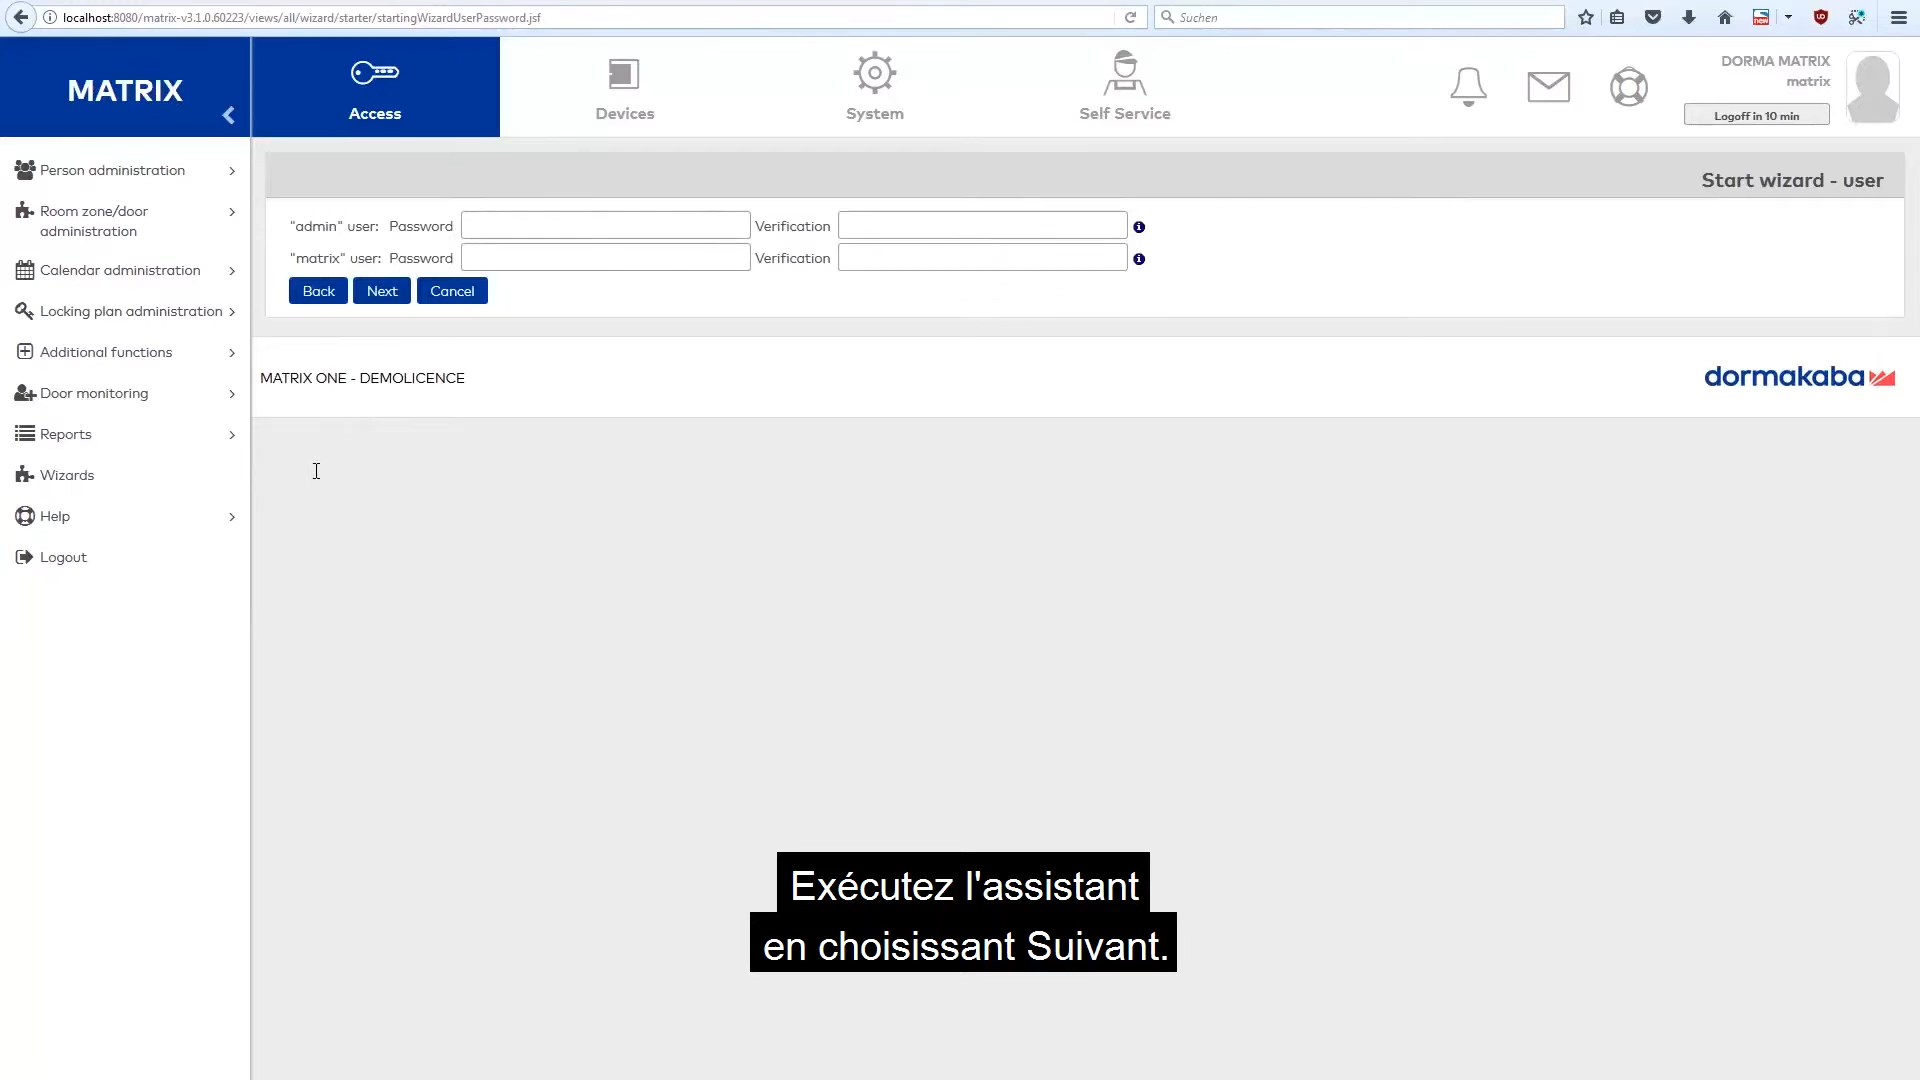 localhost:8080/matrix-v3.1.0.60223/views/all/wizard/starter/startingWizardUserPassword.jsf
Suchen
new
MATRIX
Access
Devices
System
Self Service
DORMA MATRIX
matrix
Logoff in 10 min
Person administration
Room zone/door
administration
Calendar administration
Locking plan administration
Additional functions
Door monitoring
Reports
Wizards
Help
Logout
Start wizard - user
"admin" user: Password Verification
"matrix" user: Password Verification
Back Next Cancel
MATRIX ONE - DEMOLICENCE
dormakaba
Exécutez l'assistant
en choisissant Suivant.